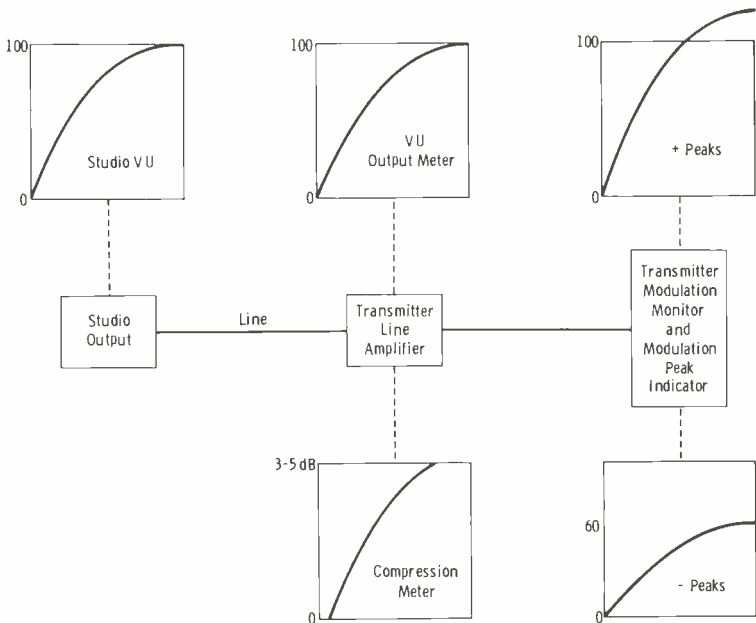 100
Studio VU
0
100
VU
Output Meter
0
100
+ Peaks
0
Studio
Output
Line
Transmitter
Line
Amplifier
Transmitter
Modulation
Monitor
and
Modulation
Peak
Indicator
3-5 dB
Compression
Meter
0
60
- Peaks
0